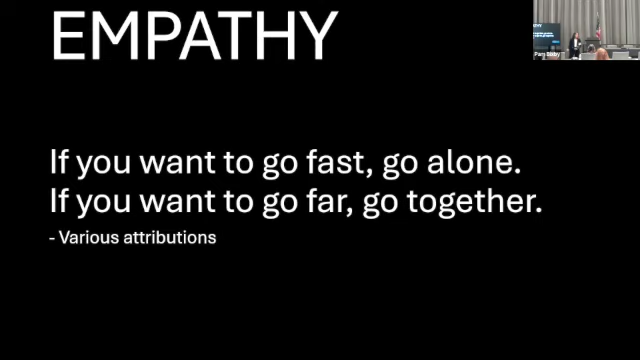 EMPATHY
If you want to go fast, go alone.
If you want to go far, go together.
- Various attributions